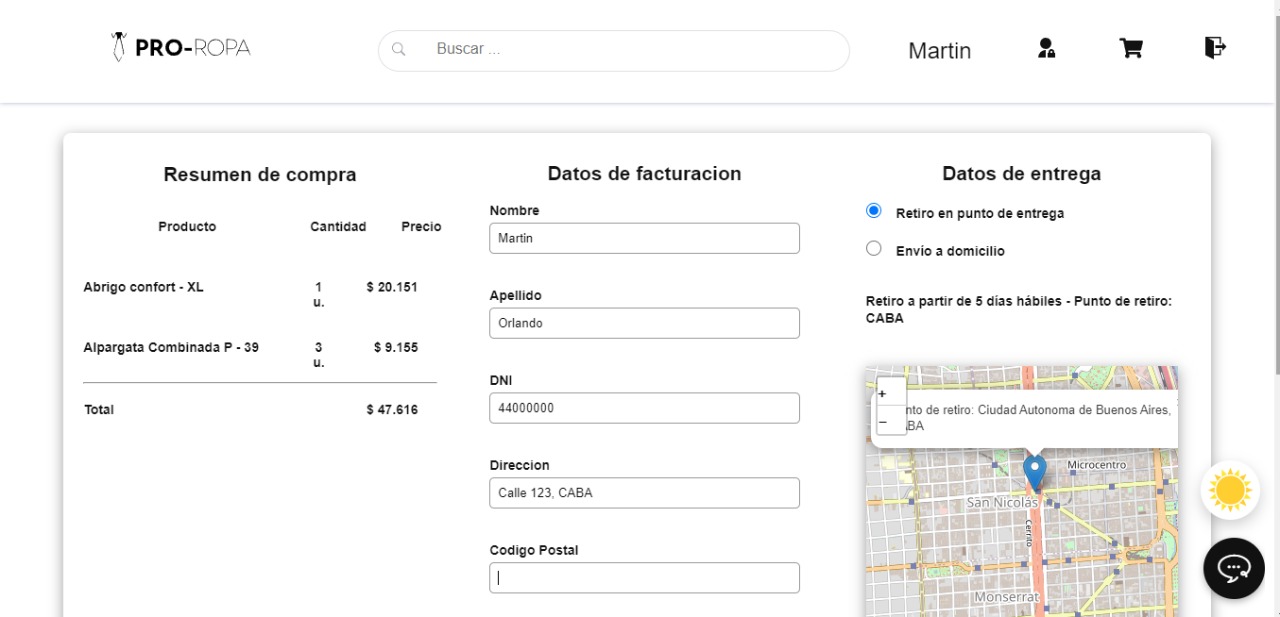 PRO-ROPA
Buscar ...
Martin
Resumen de compra
Producto Cantidad Precio
Abrigo confort - XL 1 u. $ 20.151
Alpargata Combinada P - 39 3 u. $ 9.155
Total $ 47.616
Datos de facturacion
Nombre
Martin
Apellido
Orlando
DNI
44000000
Direccion
Calle 123, CABA
Codigo Postal
Datos de entrega
Retiro en punto de entrega
Envío a domicilio
Retiro a partir de 5 días hábiles - Punto de retiro:
CABA
+
−
nto de retiro: Ciudad Autonoma de Buenos Aires,
BA
Microcentro
San Nicolás
Cerrito
Monserrat